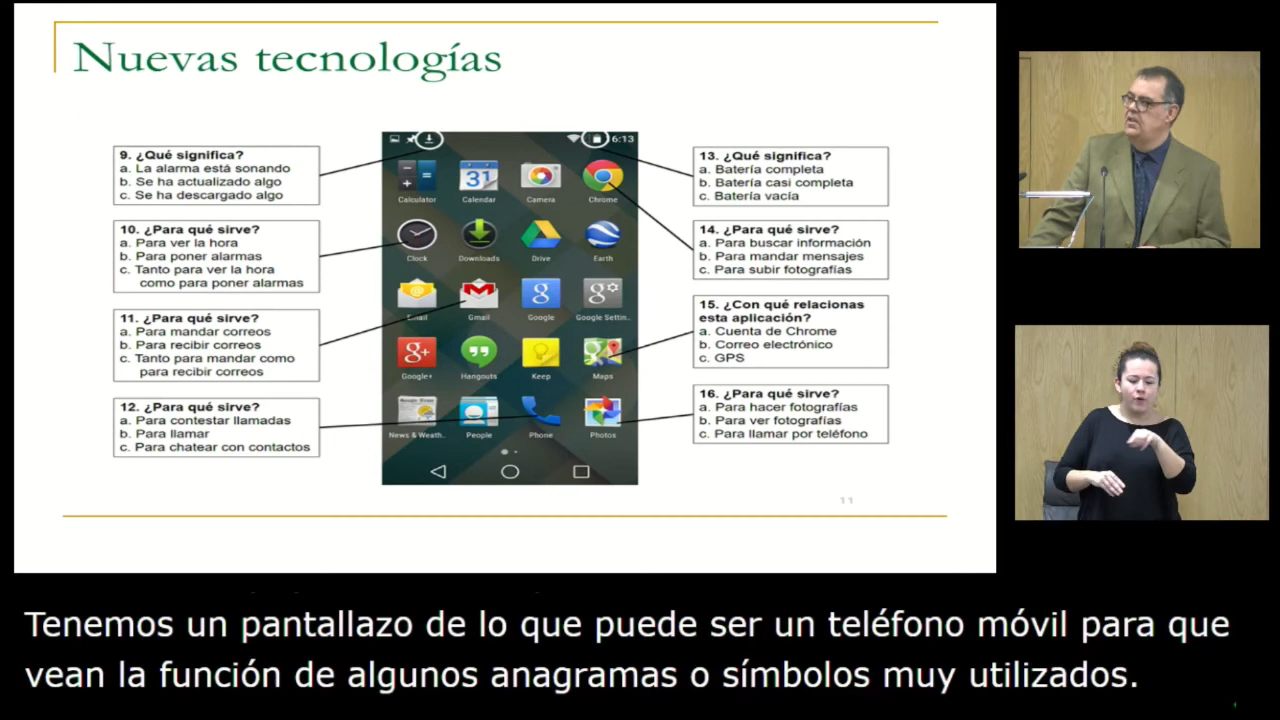 Nuevas tecnologías
9. ¿Qué significa?
a. La alarma está sonando
b. Se ha actualizado algo
c. Se ha descargado algo
10. ¿Para qué sirve?
a. Para ver la hora
b. Para poner alarmas
c. Tanto para ver la hora
como para poner alarmas
11. ¿Para qué sirve?
a. Para mandar correos
b. Para recibir correos
c. Tanto para mandar como
para recibir correos
12. ¿Para qué sirve?
a. Para contestar llamadas
b. Para llamar
c. Para chatear con contactos
6:13
Calculator Calendar Camera Chrome
31
Clock Downloads Drive Earth
Email Gmail Google Google Settin..
Google+ Hangouts Keep Maps
News & Weath.. People Phone Photos
13. ¿Qué significa?
a. Batería completa
b. Batería casi completa
c. Batería vacía
14. ¿Para qué sirve?
a. Para buscar información
b. Para mandar mensajes
c. Para subir fotografías
15. ¿Con qué relacionas
esta aplicación?
a. Cuenta de Chrome
b. Correo electrónico
c. GPS
16. ¿Para qué sirve?
a. Para hacer fotografías
b. Para ver fotografías
c. Para llamar por teléfono
11
Tenemos un pantallazo de lo que puede ser un teléfono móvil para que
vean la función de algunos anagramas o símbolos muy utilizados.